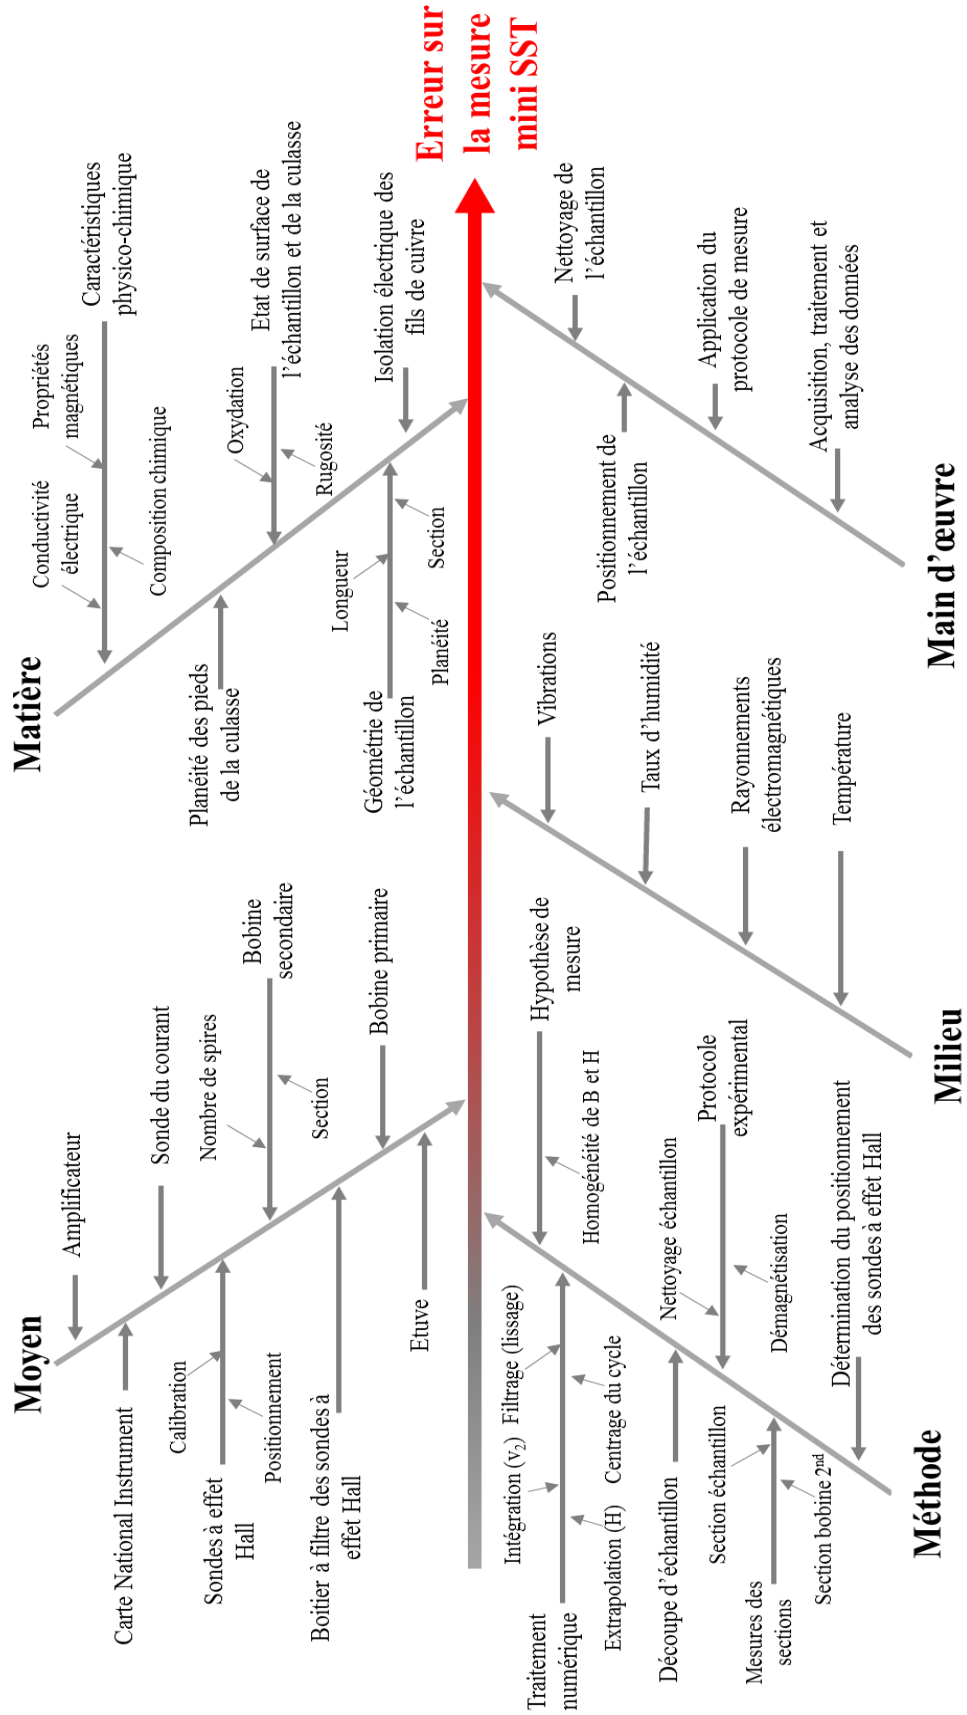 Moyen
Amplificateur
Carte National Instrument
Sonde du courant
Calibration
Sondes à effet
Hall
Positionnement
Nombre de spires
Bobine
secondaire
Section
Boitier à filtre des sondes à
effet Hall
Bobine primaire
Etuve
Matière
Conductivité
électrique
Propriétés
magnétiques
Caractéristiques
physico-chimique
Composition chimique
Planéité des pieds
de la culasse
Oxydation
Etat de surface de
l’échantillon et de la culasse
Rugosité
Longueur
Géométrie de
l’échantillon
Planéité
Section
Isolation électrique des
fils de cuivre
Erreur sur
la mesure
mini SST
Intégration (v₂)
Filtrage (lissage)
Traitement
numérique
Extrapolation (H)
Centrage du cycle
Hypothèse de
mesure
Homogénéité de B et H
Découpe d’échantillon
Nettoyage échantillon
Protocole
expérimental
Démagnétisation
Section échantillon
Mesures des
sections
Section bobine 2nd
Détermination du positionnement
des sondes à effet Hall
Méthode
Vibrations
Taux d’humidité
Rayonnements
électromagnétiques
Température
Milieu
Nettoyage de
l’échantillon
Positionnement de
l’échantillon
Application du
protocole de mesure
Acquisition, traitement et
analyse des données
Main d’œuvre